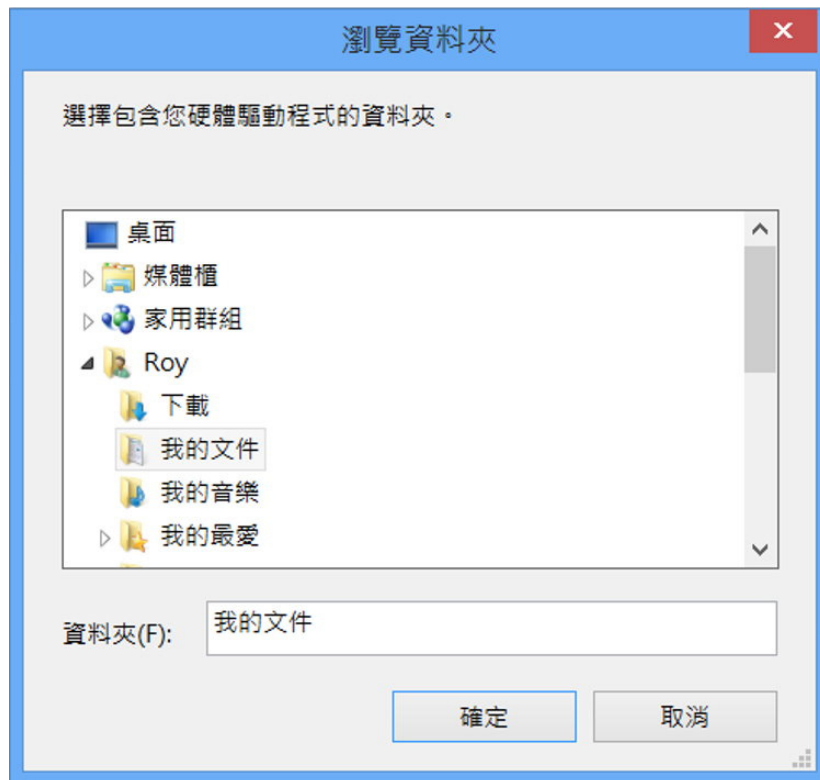 瀏覽資料夾
選擇包含您硬體驅動程式的資料夾。
桌面
媒體櫃
家用群組
Roy
下載
我的文件
我的音樂
我的最愛
資料夾(F):
我的文件
確定
取消